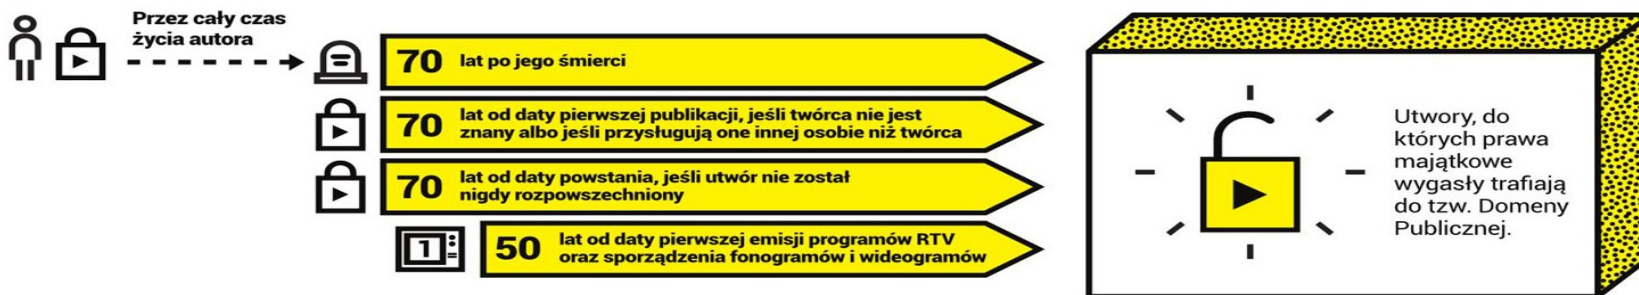 Przez cały czas
życia autora
70 lat po jego śmierci
70 lat od daty pierwszej publikacji, jeśli twórca nie jest
znany albo jeśli przysługują one innej osobie niż twórca
70 lat od daty powstania, jeśli utwór nie został
nigdy rozpowszechniony
1
50 lat od daty pierwszej emisji programów RTV
oraz sporządzenia fonogramów i wideogramów
Utwory, do
których prawa
majątkowe
wygasły trafiają
do tzw. Domeny
Publicznej.